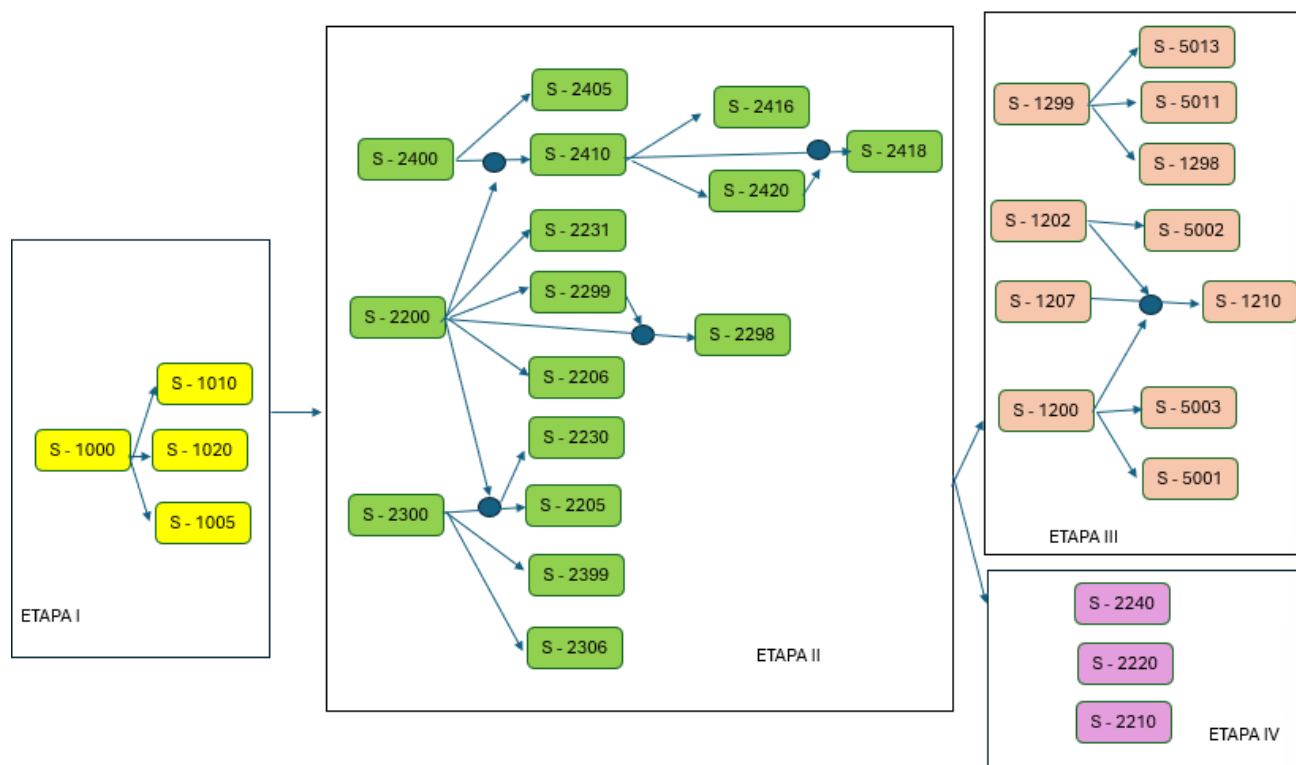 S - 1000
S - 1010
S - 1020
S - 1005
ETAPA I
S - 2405
S - 2400
S - 2410
S - 2416
S - 2418
S - 2420
S - 2231
S - 2299
S - 2200
S - 2298
S - 2206
S - 2230
S - 2300
S - 2205
S - 2399
S - 2306
ETAPA II
S - 5013
S - 1299
S - 5011
S - 1298
S - 1202
S - 5002
S - 1207
S - 1210
S - 1200
S - 5003
S - 5001
ETAPA III
S - 2240
S - 2220
S - 2210
ETAPA IV